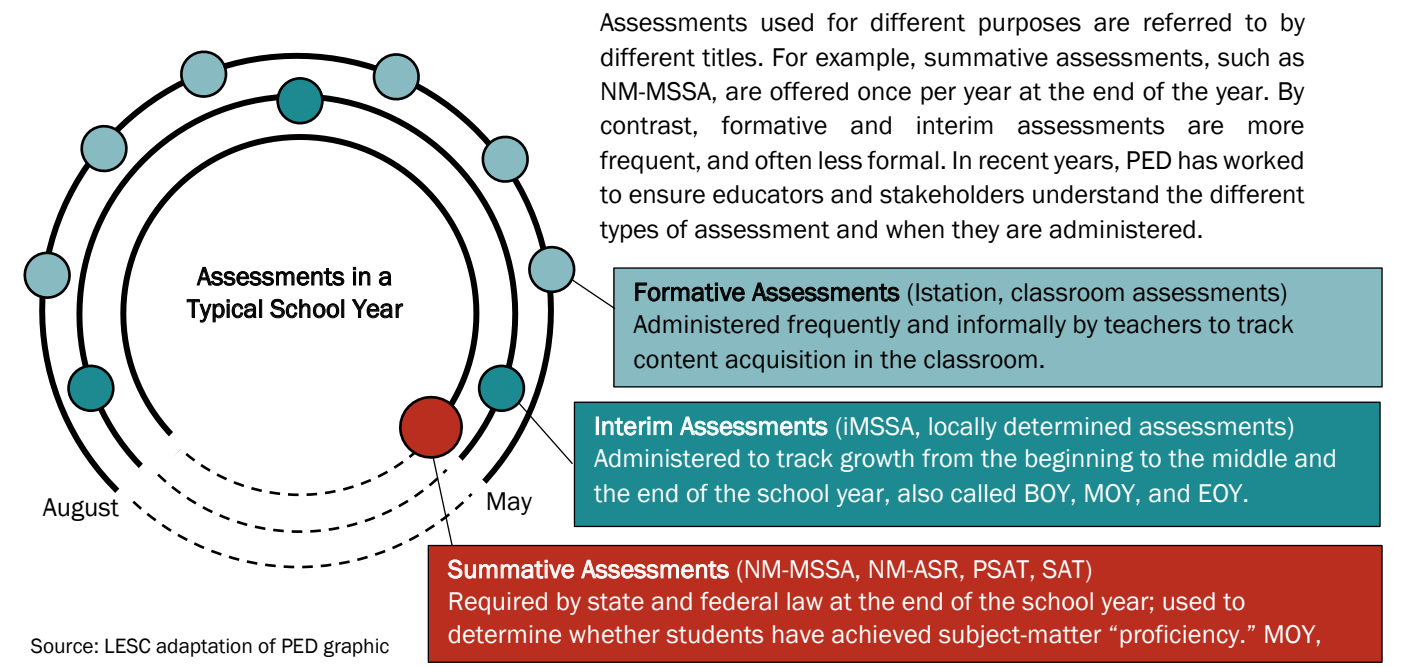 Assessments used for different purposes are referred to by
different titles. For example, summative assessments, such as
NM-MSSA, are offered once per year at the end of the year. By
contrast, formative and interim assessments are more
frequent, and often less formal. In recent years, PED has worked
to ensure educators and stakeholders understand the different
types of assessment and when they are administered.
Assessments in a
Typical School Year
Formative Assessments (Istation, classroom assessments)
Administered frequently and informally by teachers to track
content acquisition in the classroom.
Interim Assessments (iMSSA, locally determined assessments)
Administered to track growth from the beginning to the middle and
the end of the school year, also called BOY, MOY, and EOY.
August
May
Summative Assessments (NM-MSSA, NM-ASR, PSAT, SAT)
Required by state and federal law at the end of the school year; used to
determine whether students have achieved subject-matter “proficiency.” MOY,
Source: LESC adaptation of PED graphic